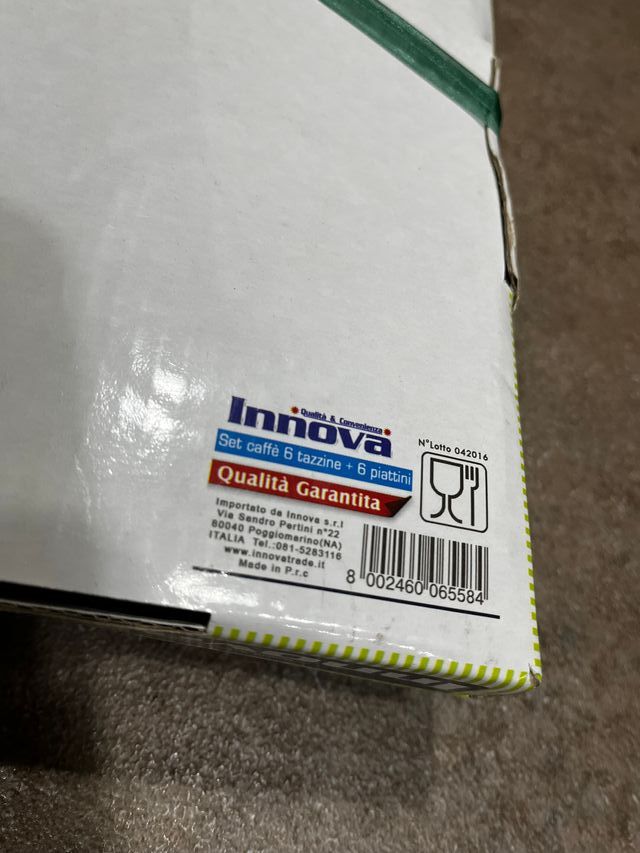 Qualità & Convenienza
Innova
Set caffè 6 tazzine + 6 piattini
Qualità Garantita
N°Lotto 042016
Importato da Innova s.r.l
Via Sandro Pertini n°22
80040 Poggiomarino(NA)
ITALIA Tel.:081-5283116
www.innovatrade.it
Made in P.r.c
8 002460 065584